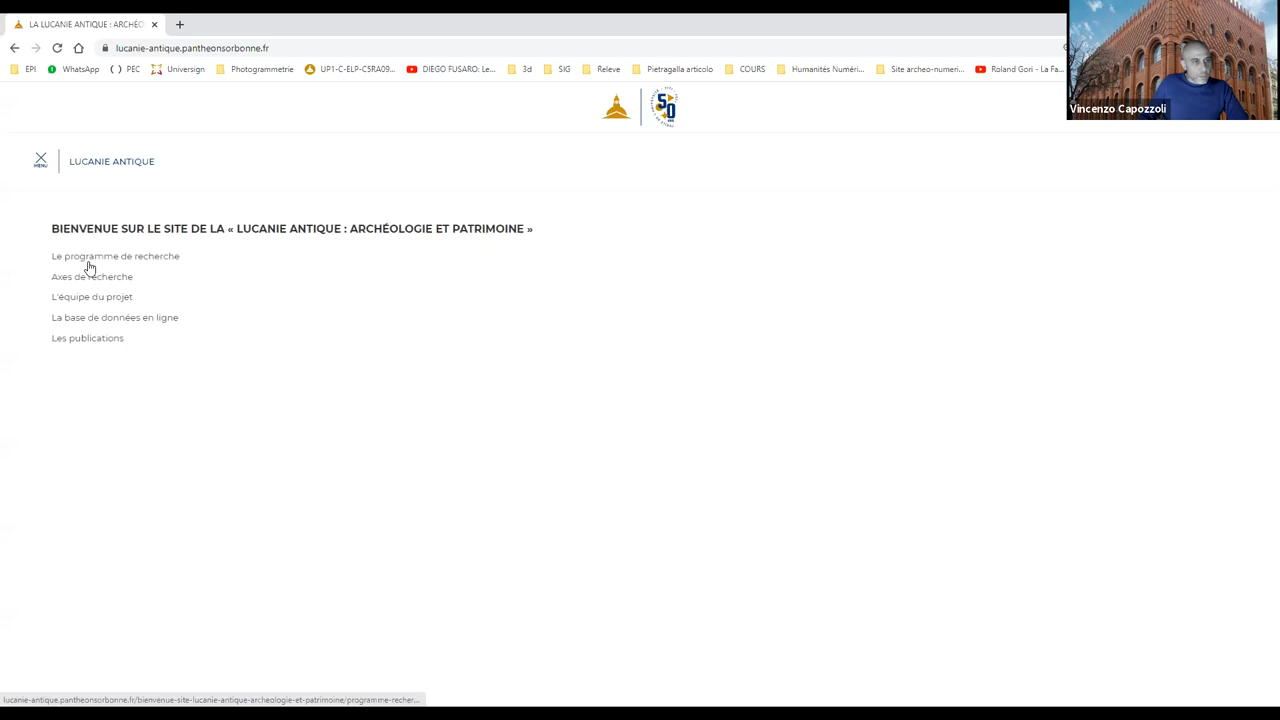 LA LUCANIE ANTIQUE : ARCHÉO
lucanie-antique.pantheonsorbonne.fr
EPI WhatsApp PEC Universign Photogrammetrie UP1-C-ELP-CSRA09... DIEGO FUSARO: Le... 3d SIG Releve Pietragalla articolo COURS Humanités Numéri... Site archeo-numeri... Roland Gori - La Fa...
Vincenzo Capozzoli
50
MENU
LUCANIE ANTIQUE
BIENVENUE SUR LE SITE DE LA « LUCANIE ANTIQUE : ARCHÉOLOGIE ET PATRIMOINE »
Le programme de recherche
Axes de recherche
L'équipe du projet
La base de données en ligne
Les publications
lucanie-antique.pantheonsorbonne.fr/bienvenue-site-lucanie-antique-archeologie-et-patrimoine/programme-recher...